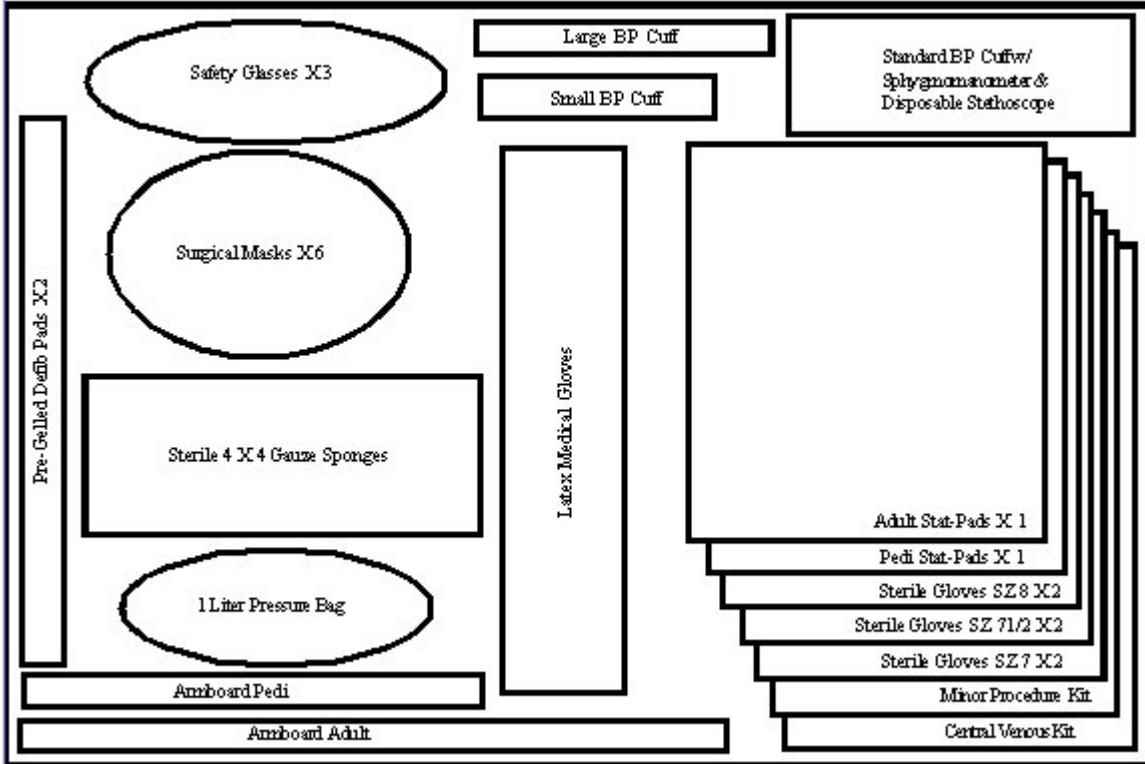 Safety Glasses X3
Large BP Cuff
Small BP Cuff
Standard BP Cuff w/
Sphygmomanometer &
Disposable Stethoscope
Pre-Gelled Defib Pads X2
Surgical Masks X6
Sterile 4 X 4 Gauze Sponges
1 Liter Pressure Bag
Latex Medical Gloves
Adult Stat-Pads X 1
Pedi Stat-Pads X 1
Sterile Gloves SZ 8 X2
Sterile Gloves SZ 71/2 X2
Sterile Gloves SZ 7 X2
Minor Procedure Kit
Central Venous Kit
Armboard Pedi
Armboard Adult